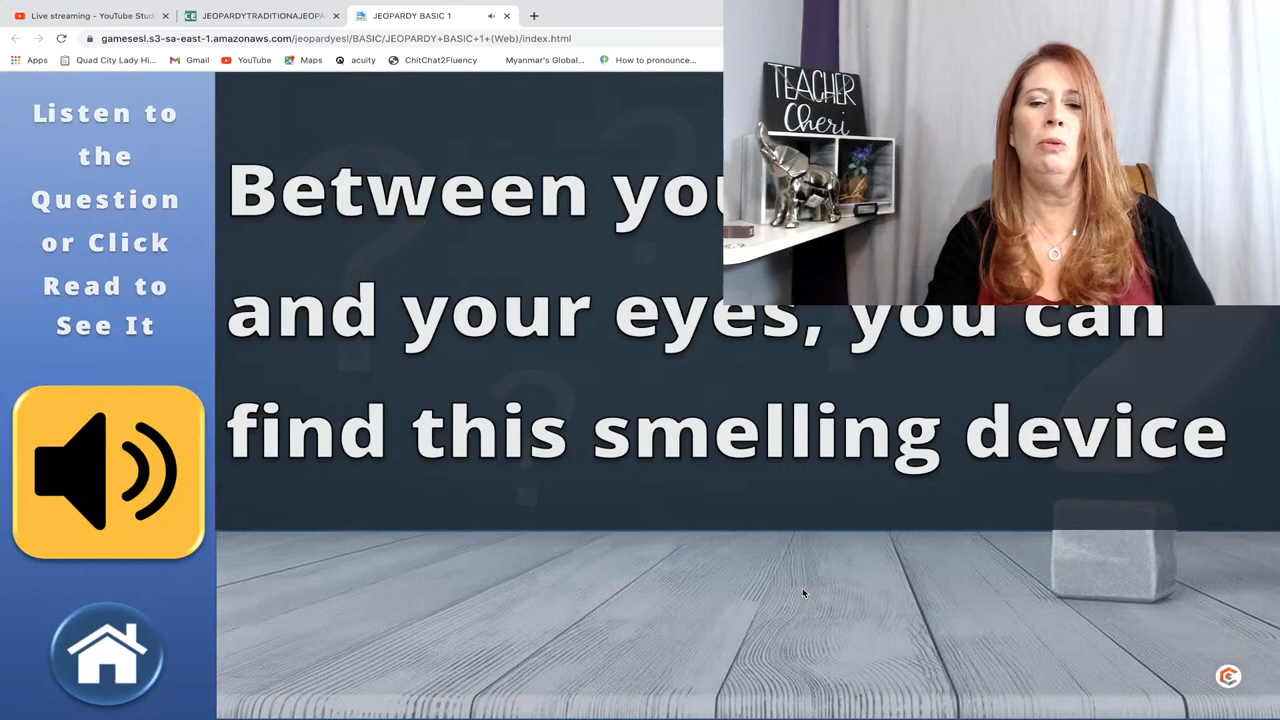 Live streaming - YouTube Stud
JEOPARDYTRADITIONAJEOPA
JEOPARDY BASIC 1
gamesesl.s3-sa-east-1.amazonaws.com/jeopardyesl/BASIC/JEOPARDY+BASIC+1+(Web)/index.html
Apps
Quad City Lady Hi...
Gmail
YouTube
Maps
acuity
ChitChat2Fluency
Myanmar's Global...
How to pronounce...
TEACHER
Cheri
Listen to
the
Question
or Click
Read to
See It
Between you
and your eyes, you can
find this smelling device